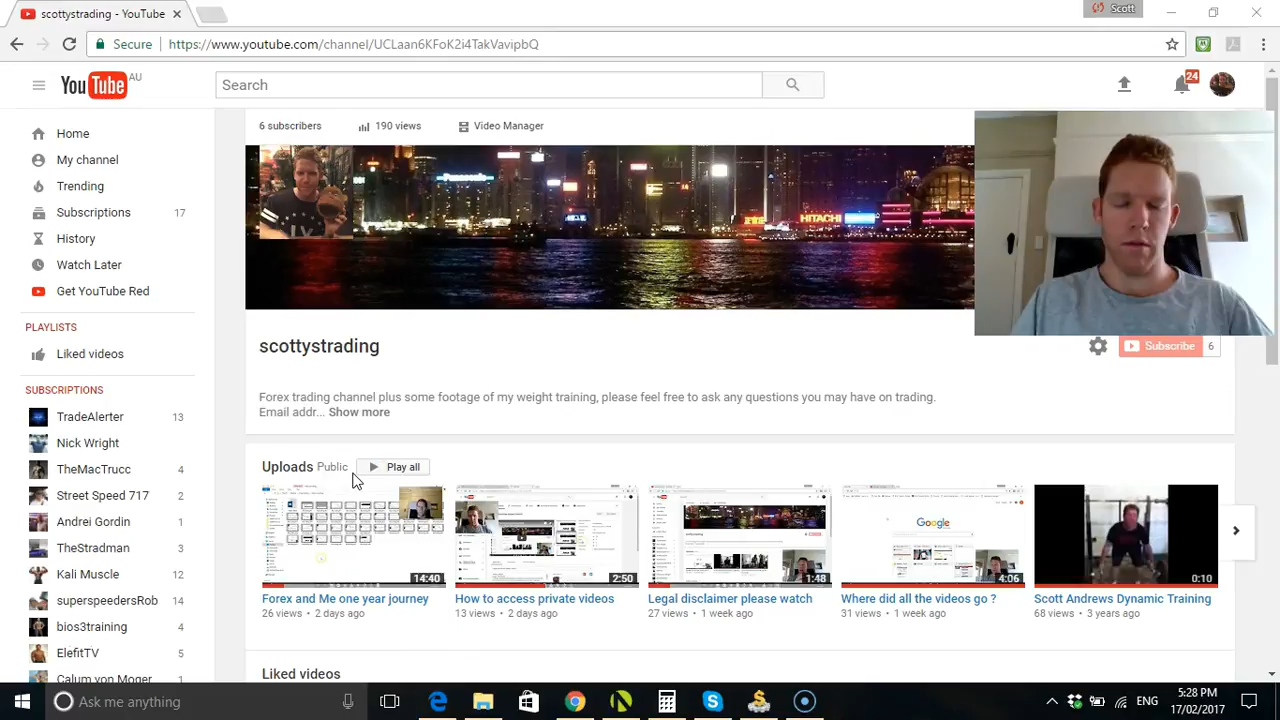 scottystrading - YouTube
Scott
Secure
https://www.youtube.com/channel/UCLaan6KFoK2i4TakVavipbQ
YouTube AU
Search
24
Home
My channel
Trending
Subscriptions 17
History
Watch Later
Get YouTube Red
PLAYLISTS
Liked videos
SUBSCRIPTIONS
TradeAlerter 13
Nick Wright
TheMacTrucc 4
Street Speed 717 2
Andrei Gordin 1
TheStradman 3
Kali Muscle 12
superspeedersRob 14
bios3training 4
ElefitTV 5
Calum von Moger 1
6 subscribers
190 views
Video Manager
Panasonic
HITACHI
scottystrading
Subscribe 6
Forex trading channel plus some footage of my weight training, please feel free to ask any questions you may have on trading.
Email addr... Show more
Uploads Public Play all
Google
14:40
2:50
1:48
4:06
0:10
Forex and Me one year journey
26 views • 2 days ago
How to access private videos
13 views • 2 days ago
Legal disclaimer please watch
27 views • 1 week ago
Where did all the videos go ?
31 views • 1 week ago
Scott Andrews Dynamic Training
68 views • 3 years ago
Liked videos
Ask me anything
ENG
5:28 PM
17/02/2017